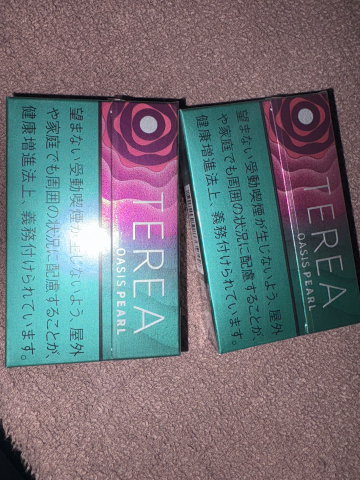 望まない受動喫煙が生じないよう、屋外
や家庭でも周囲の状況に配慮することが
健康増進法上、義務付けられています。
TEREA
OASIS PEARL
望まない受動喫煙が生じないよう、屋外
や家庭でも周囲の状況に配慮することが
健康増進法上、義務付けられています。
TEREA
OASIS PEARL